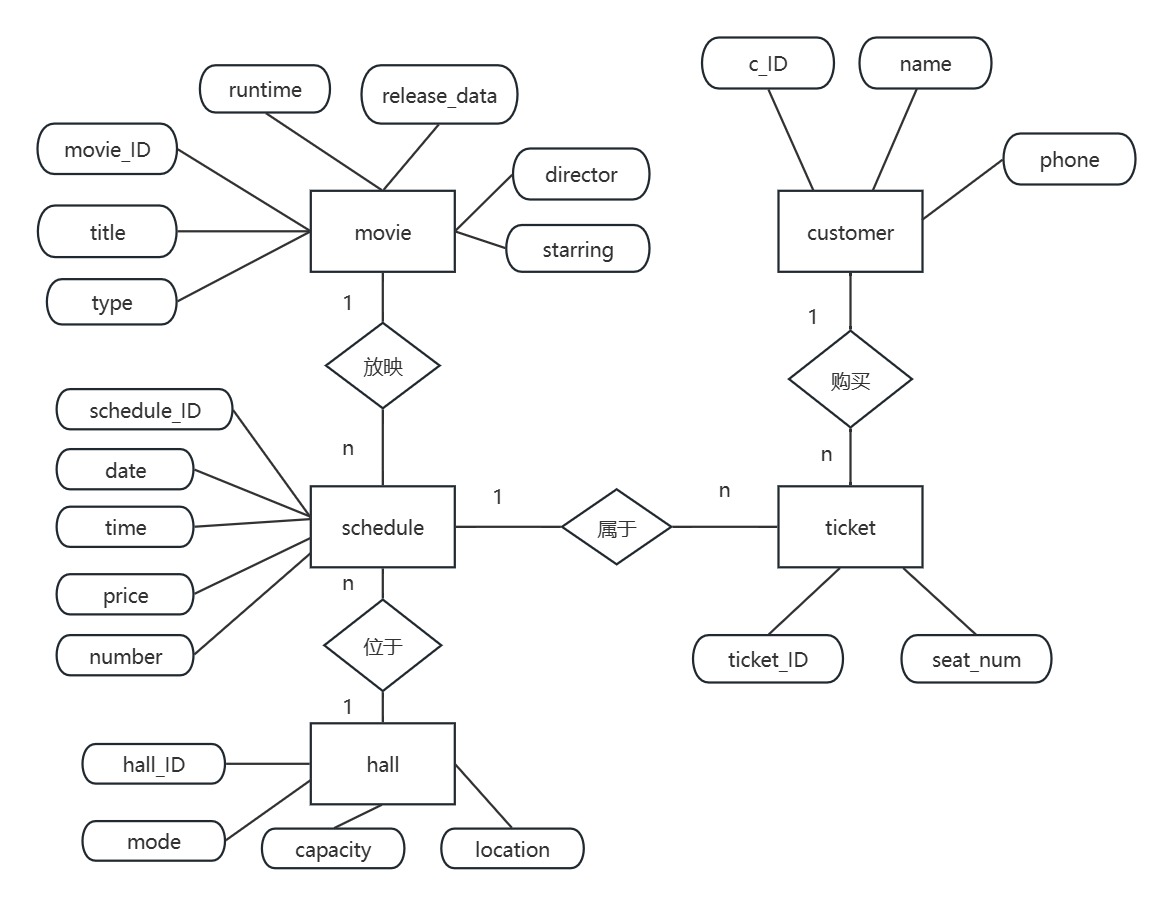 c_ID
name
runtime
release_data
movie_ID
phone
director
title
movie
customer
starring
type
1
1
放映
购买
schedule_ID
n
n
date
1
n
time
schedule
属于
ticket
n
price
位于
number
ticket_ID
seat_num
1
hall_ID
hall
mode
capacity
location